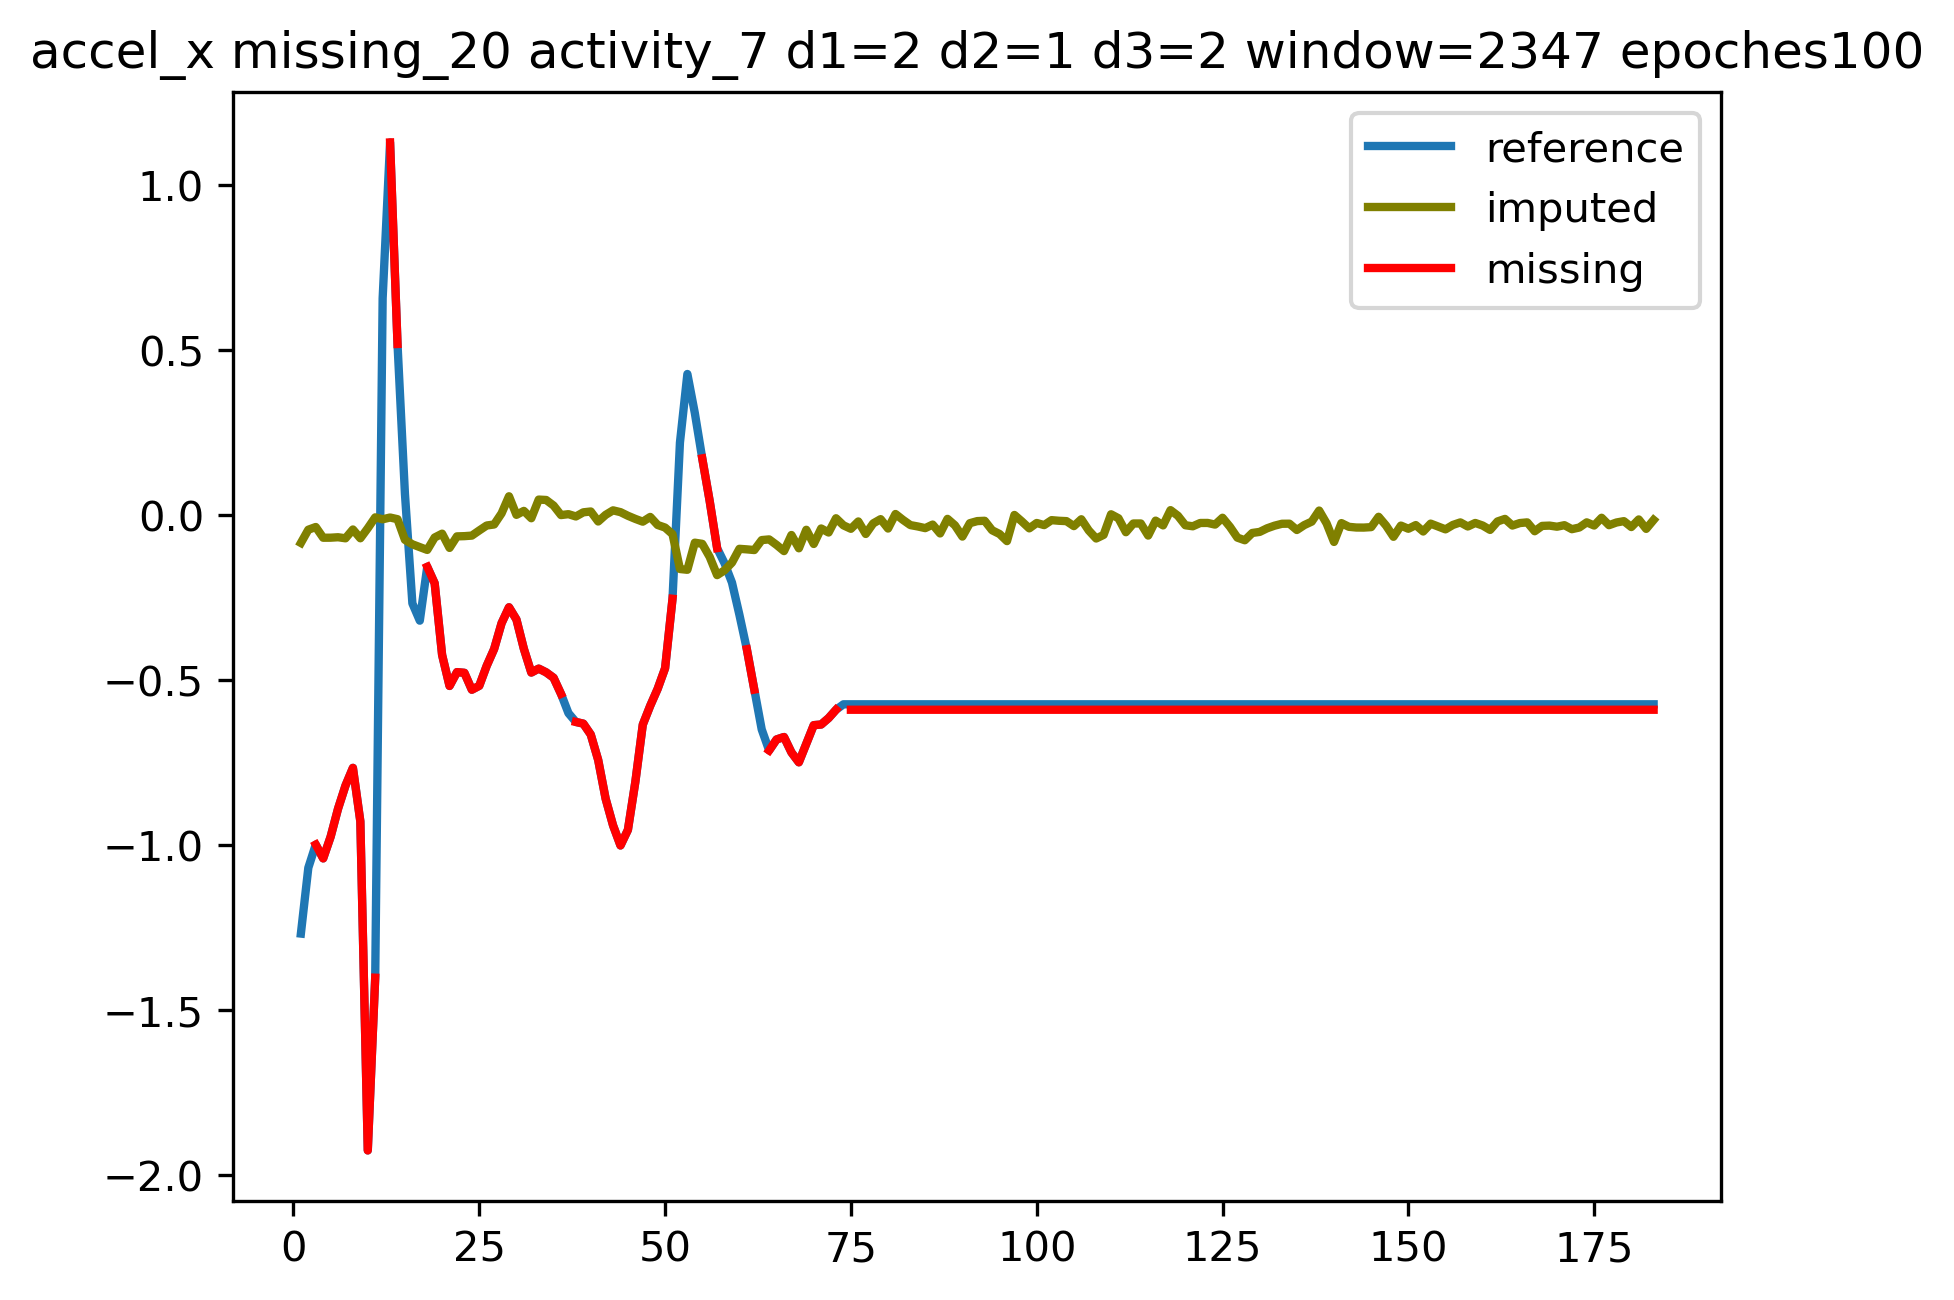 accel_x missing_20 activity_7 d1=2 d2=1 d3=2 window=2347 epoches100
reference
imputed
missing
1.0
0.5
0.0
−0.5
−1.0
−1.5
−2.0
0 25 50 75 100 125 150 175